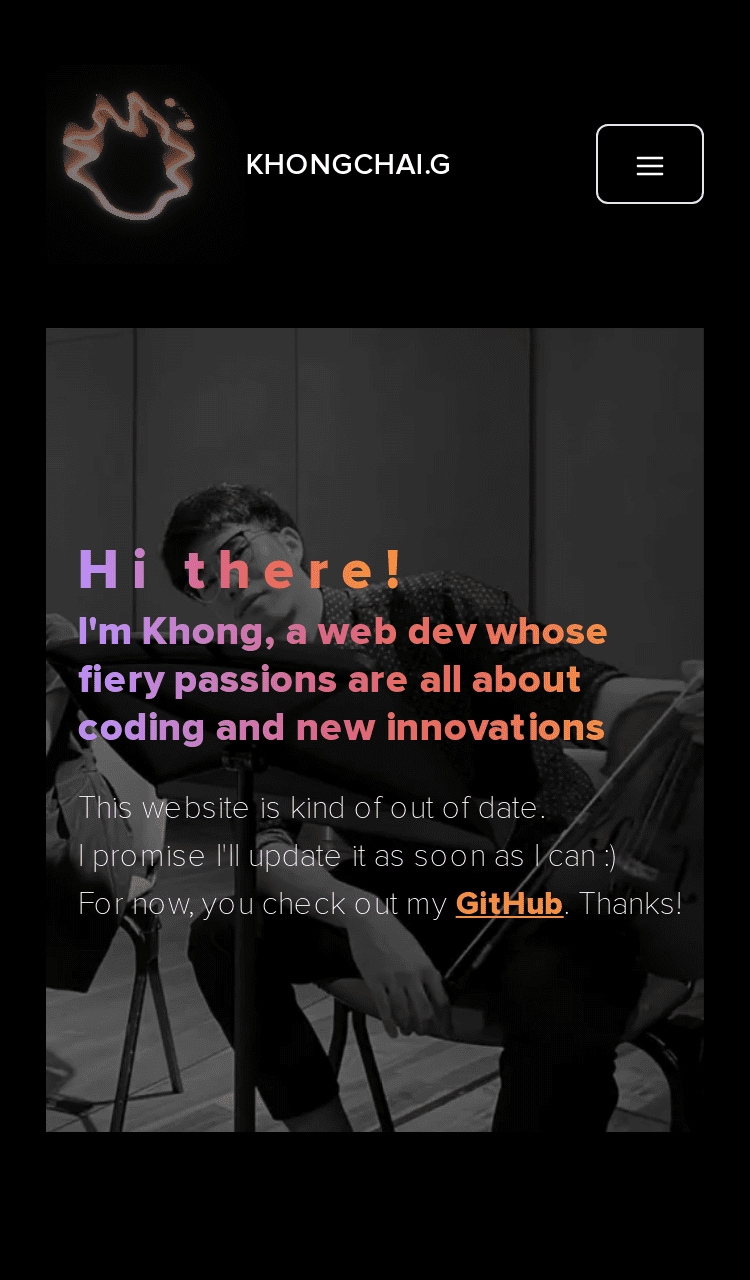 KHONGCHAI.G
Hi there!
I'm Khong, a web dev whose
fiery passions are all about
coding and new innovations
This website is kind of out of date.
I promise I'll update it as soon as I can :)
For now, you check out my GitHub. Thanks!